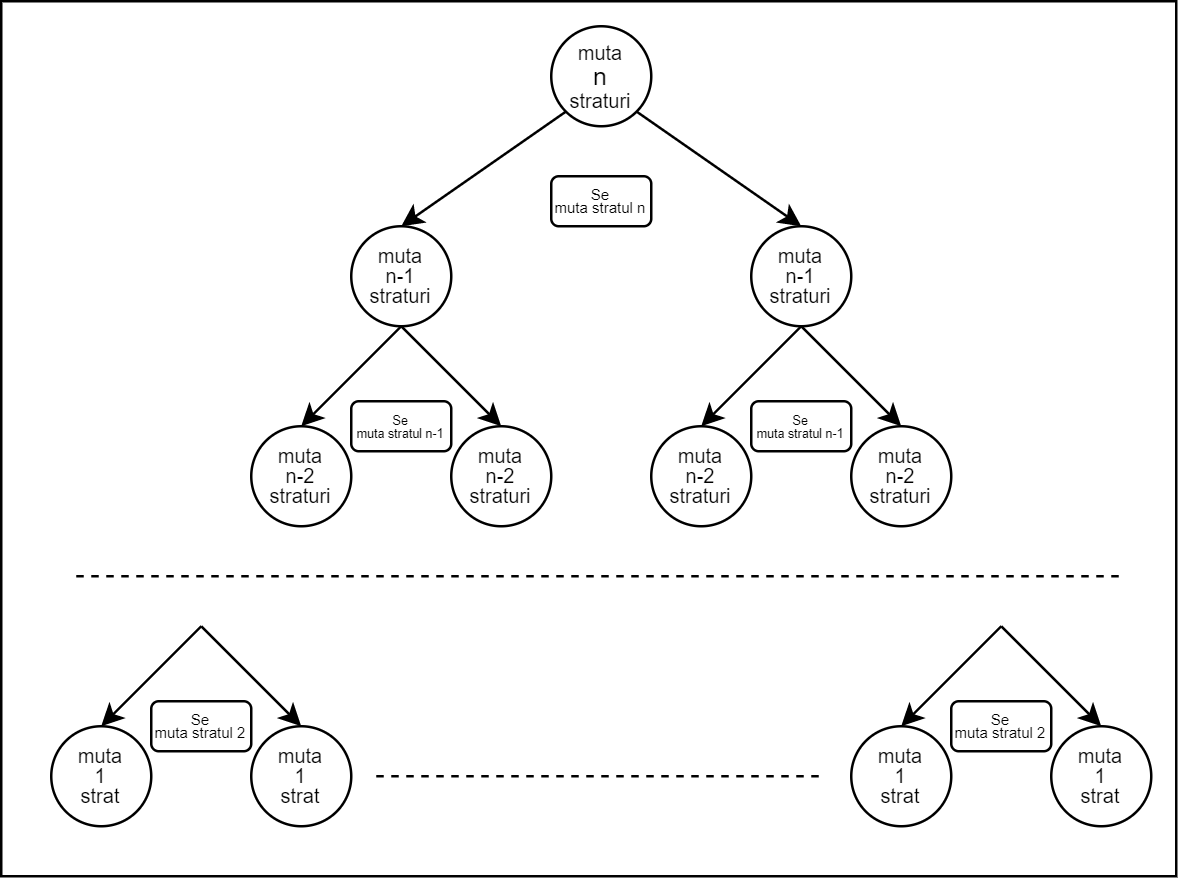 muta
n
straturi
Se
muta stratul n
muta
n-1
straturi
muta
n-1
straturi
Se
muta stratul n-1
Se
muta stratul n-1
muta
n-2
straturi
muta
n-2
straturi
muta
n-2
straturi
muta
n-2
straturi
Se
muta stratul 2
Se
muta stratul 2
muta
1
strat
muta
1
strat
muta
1
strat
muta
1
strat